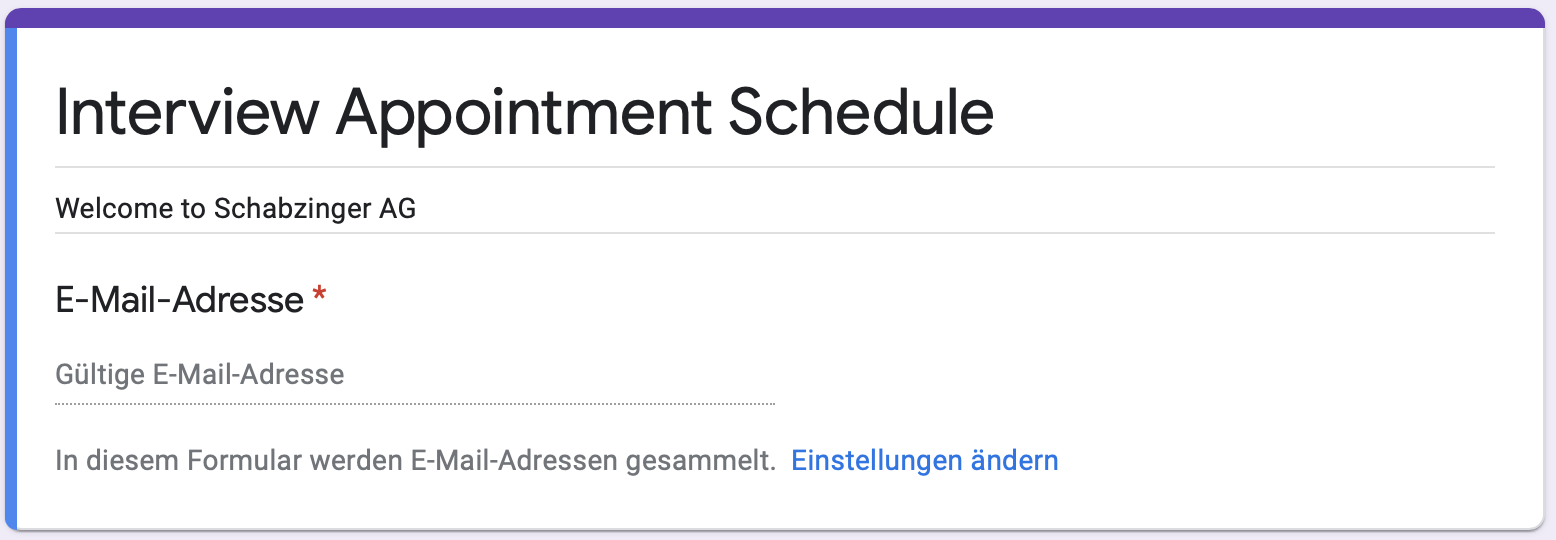 Interview Appointment Schedule
Welcome to Schabzinger AG
E-Mail-Adresse *
Gültige E-Mail-Adresse
In diesem Formular werden E-Mail-Adressen gesammelt. Einstellungen ändern